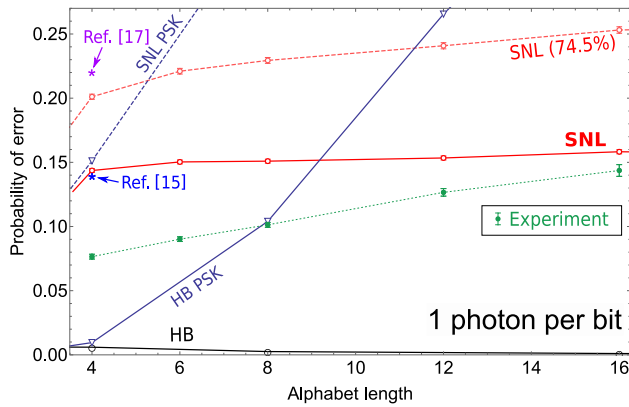 0.25
0.20
0.15
0.10
0.05
0.00
Probability of error
Ref. [17]
SNL PSK
SNL (74.5%)
SNL
Ref. [15]
Experiment
HB PSK
HB
1 photon per bit
4
6
8
10
12
14
16
Alphabet length